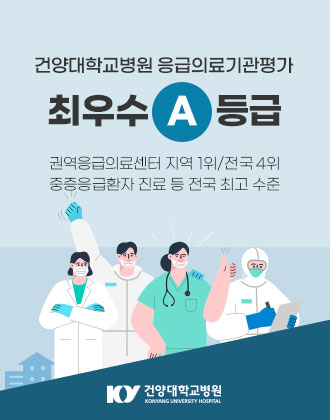 건양대학교병원 응급의료기관평가
최우수 A 등급
권역응급의료센터 지역 1위/전국 4위
중증응급환자 진료 등 전국 최고 수준
KY 건양대학교병원
KONYANG UNIVERSITY HOSPITAL